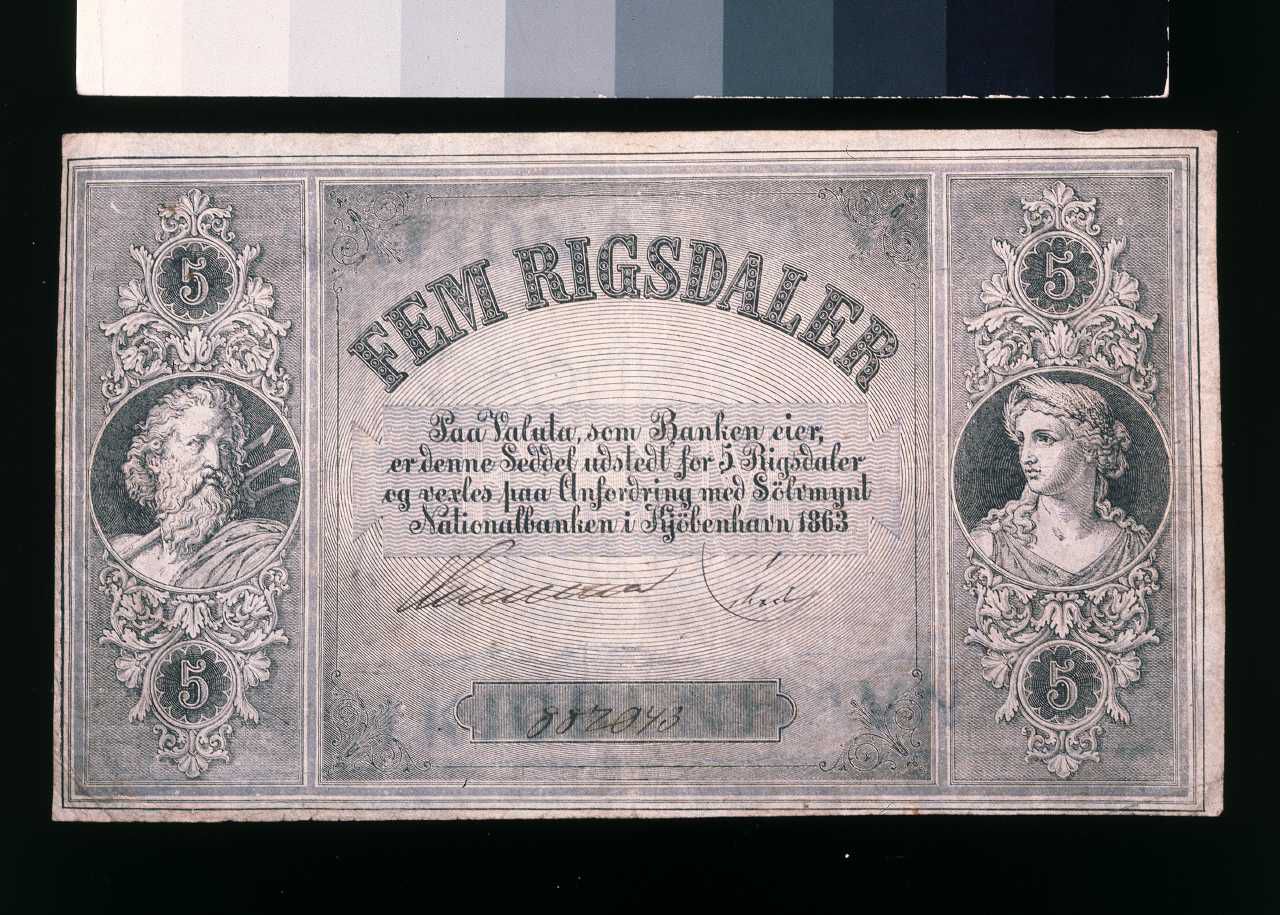 5
5
FEM RIGSDALER
Paa Valuta, som Banken eier,
er denne Seddel udstedt for 5 Rigsdaler
og vexles paa Anfordring med Sölvmynt
Nationalbanken i Kjöbenhavn 1863
882043
5
5